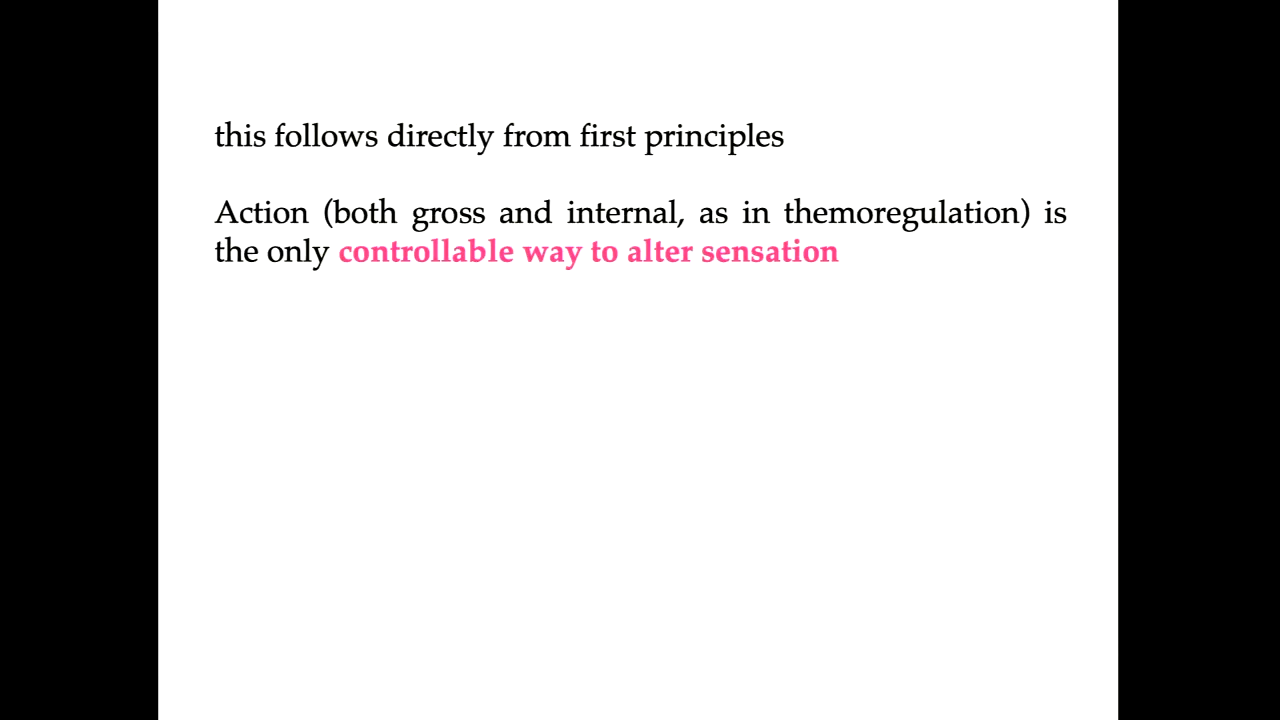 this follows directly from first principles
Action (both gross and internal, as in themoregulation) is
the only controllable way to alter sensation